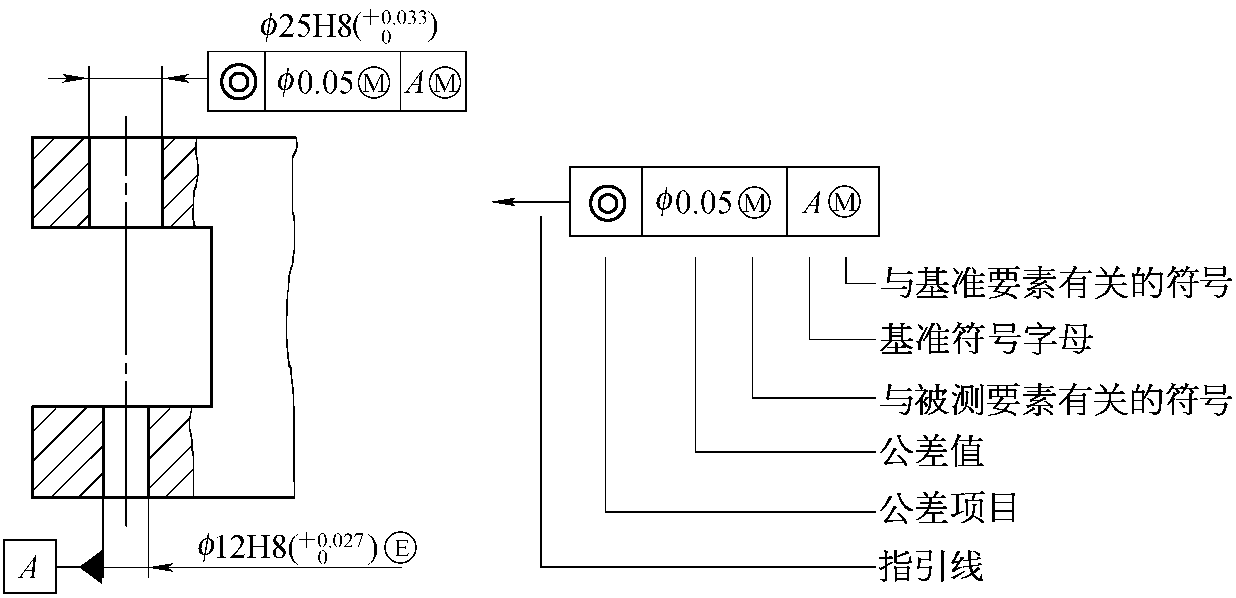 ϕ25H8(+0.033 0)
◎ ϕ0.05Ⓜ AⓂ
◎ ϕ0.05Ⓜ AⓂ
与基准要素有关的符号
基准符号字母
与被测要素有关的符号
公差值
公差项目
指引线
ϕ12H8(+0.027 0)Ⓔ
A